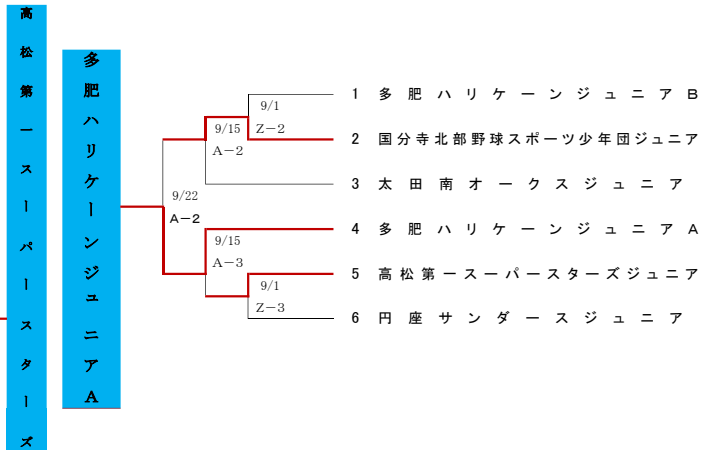 高松第一スーパースターズ
多肥ハリケーンジュニアA
9/22
A－2
9/15
A－2
9/1
Z－2
9/15
A－3
9/1
Z－3
1 多肥ハリケーンジュニアB
2 国分寺北部野球スポーツ少年団ジュニア
3 太田南オークスジュニア
4 多肥ハリケーンジュニアA
5 高松第一スーパースターズジュニア
6 円座サンダースジュニア